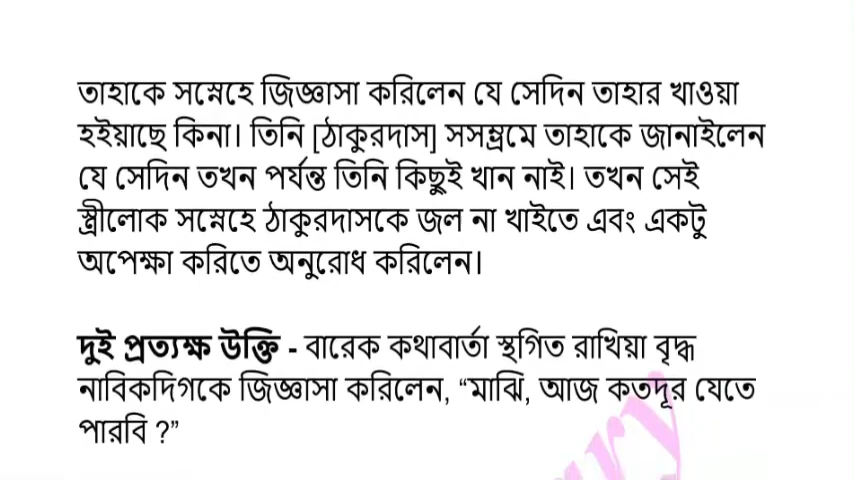 তাহাকে সস্নেহে জিজ্ঞাসা করিলেন যে সেদিন তাহার খাওয়া
হইয়াছে কিনা। তিনি [ঠাকুরদাস] সসম্ভ্রমে তাহাকে জানাইলেন
যে সেদিন তখন পর্যন্ত তিনি কিছুই খান নাই। তখন সেই
স্ত্রীলোক সস্নেহে ঠাকুরদাসকে জল না খাইতে এবং একটু
অপেক্ষা করিতে অনুরোধ করিলেন।
দুই প্রত্যক্ষ উক্তি - বারেক কথাবার্তা স্থগিত রাখিয়া বৃদ্ধ
নাবিকদিগকে জিজ্ঞাসা করিলেন, “মাঝি, আজ কতদূর যেতে
পারবি ?”